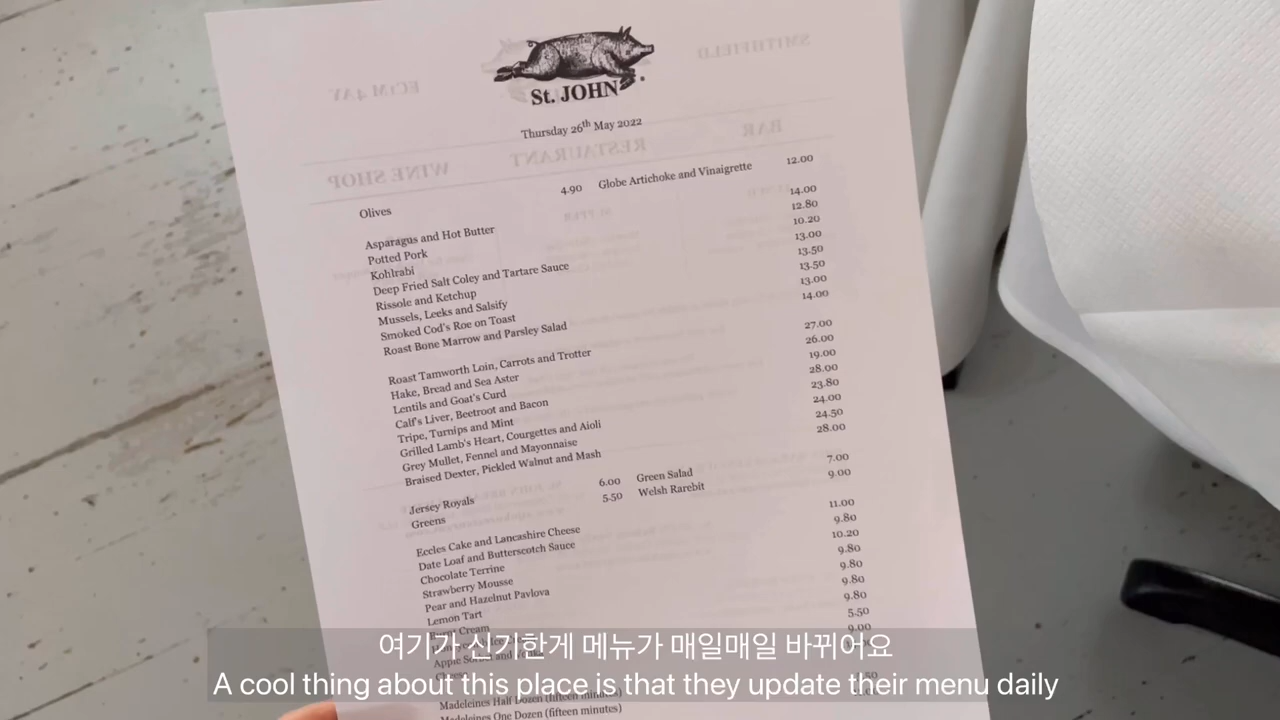 St. JOHN
Thursday 26th May 2022
Olives 4.90 Globe Artichoke and Vinaigrette 12.00
Asparagus and Hot Butter 14.00
Potted Pork 12.80
Kohlrabi 10.20
Deep Fried Salt Coley and Tartare Sauce 13.00
Rissole and Ketchup 13.50
Mussels, Leeks and Salsify 13.50
Smoked Cod's Roe on Toast 13.00
Roast Bone Marrow and Parsley Salad 14.00
Roast Tamworth Loin, Carrots and Trotter 27.00
Hake, Bread and Sea Aster 26.00
Lentils and Goat's Curd 19.00
Calf's Liver, Beetroot and Bacon 28.00
Tripe, Turnips and Mint 23.80
Grilled Lamb's Heart, Courgettes and Aioli 24.00
Grey Mullet, Fennel and Mayonnaise 24.50
Braised Dexter, Pickled Walnut and Mash 28.00
Jersey Royals 6.00 Green Salad 7.00
Greens 5.50 Welsh Rarebit 9.00
Eccles Cake and Lancashire Cheese 11.00
Date Loaf and Butterscotch Sauce 9.80
Chocolate Terrine 10.20
Strawberry Mousse 9.80
Pear and Hazelnut Pavlova 9.80
Lemon Tart 9.80
Burnt Cream 9.80
5.50
Apple Sorbet and Vodka 9.00
Madeleines Half Dozen (fifteen minutes)
Madeleines One Dozen (fifteen minutes)
여기가 신기한게 메뉴가 매일매일 바뀌어요
A cool thing about this place is that they update their menu daily